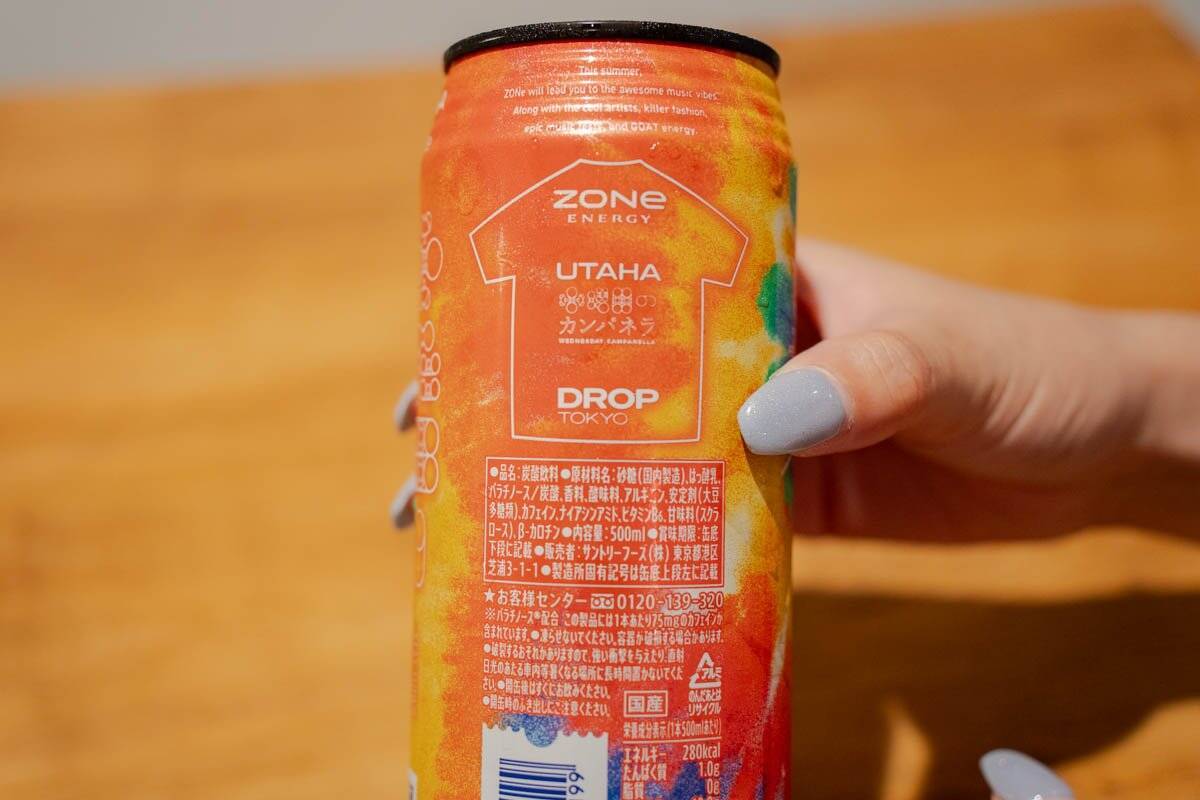 This summer,
ZONe will lead you to the awesome music vibes.
Along with the cool artists, killer fashion,
epic music fests, and GOAT energy.
ZONe
ENERGY
UTAHA
水曜日の
カンパネラ
WEDNESDAY CAMPANELLA
DROP
TOKYO
●品名:炭酸飲料●原材料名:砂糖(国内製造)、はっ酵乳、
パラチノース/炭酸、香料、酸味料、アルギニン、安定剤(大豆
多糖類)、カフェイン、ナイアシンアミド、ビタミンB₆、甘味料(スクラ
ロース)、β-カロチン●内容量:500ml●賞味期限:缶底
下段に記載●販売者:サントリーフーズ(株) 東京都港区
芝浦3-1-1●製造所固有記号は缶底上段左に記載
★お客様センター 0120-139-320
※パラチノース®配合 この製品には1本あたり75mgのカフェインが
含まれています。●凍らせないでください。容器が破損する場合があります。
●破裂するおそれがありますので、強い衝撃を与えたり、直射
日光のあたる車内等暑くなる場所に長時間置かないでくだ
さい。●開缶後はすぐにお飲みください。
●開缶時のふき出しにご注意ください。
アルミ
のんだあとは
リサイクル
国産
栄養成分表示(1本500mlあたり)
エネルギー 280kcal
たんぱく質 1.0g
脂質 0g